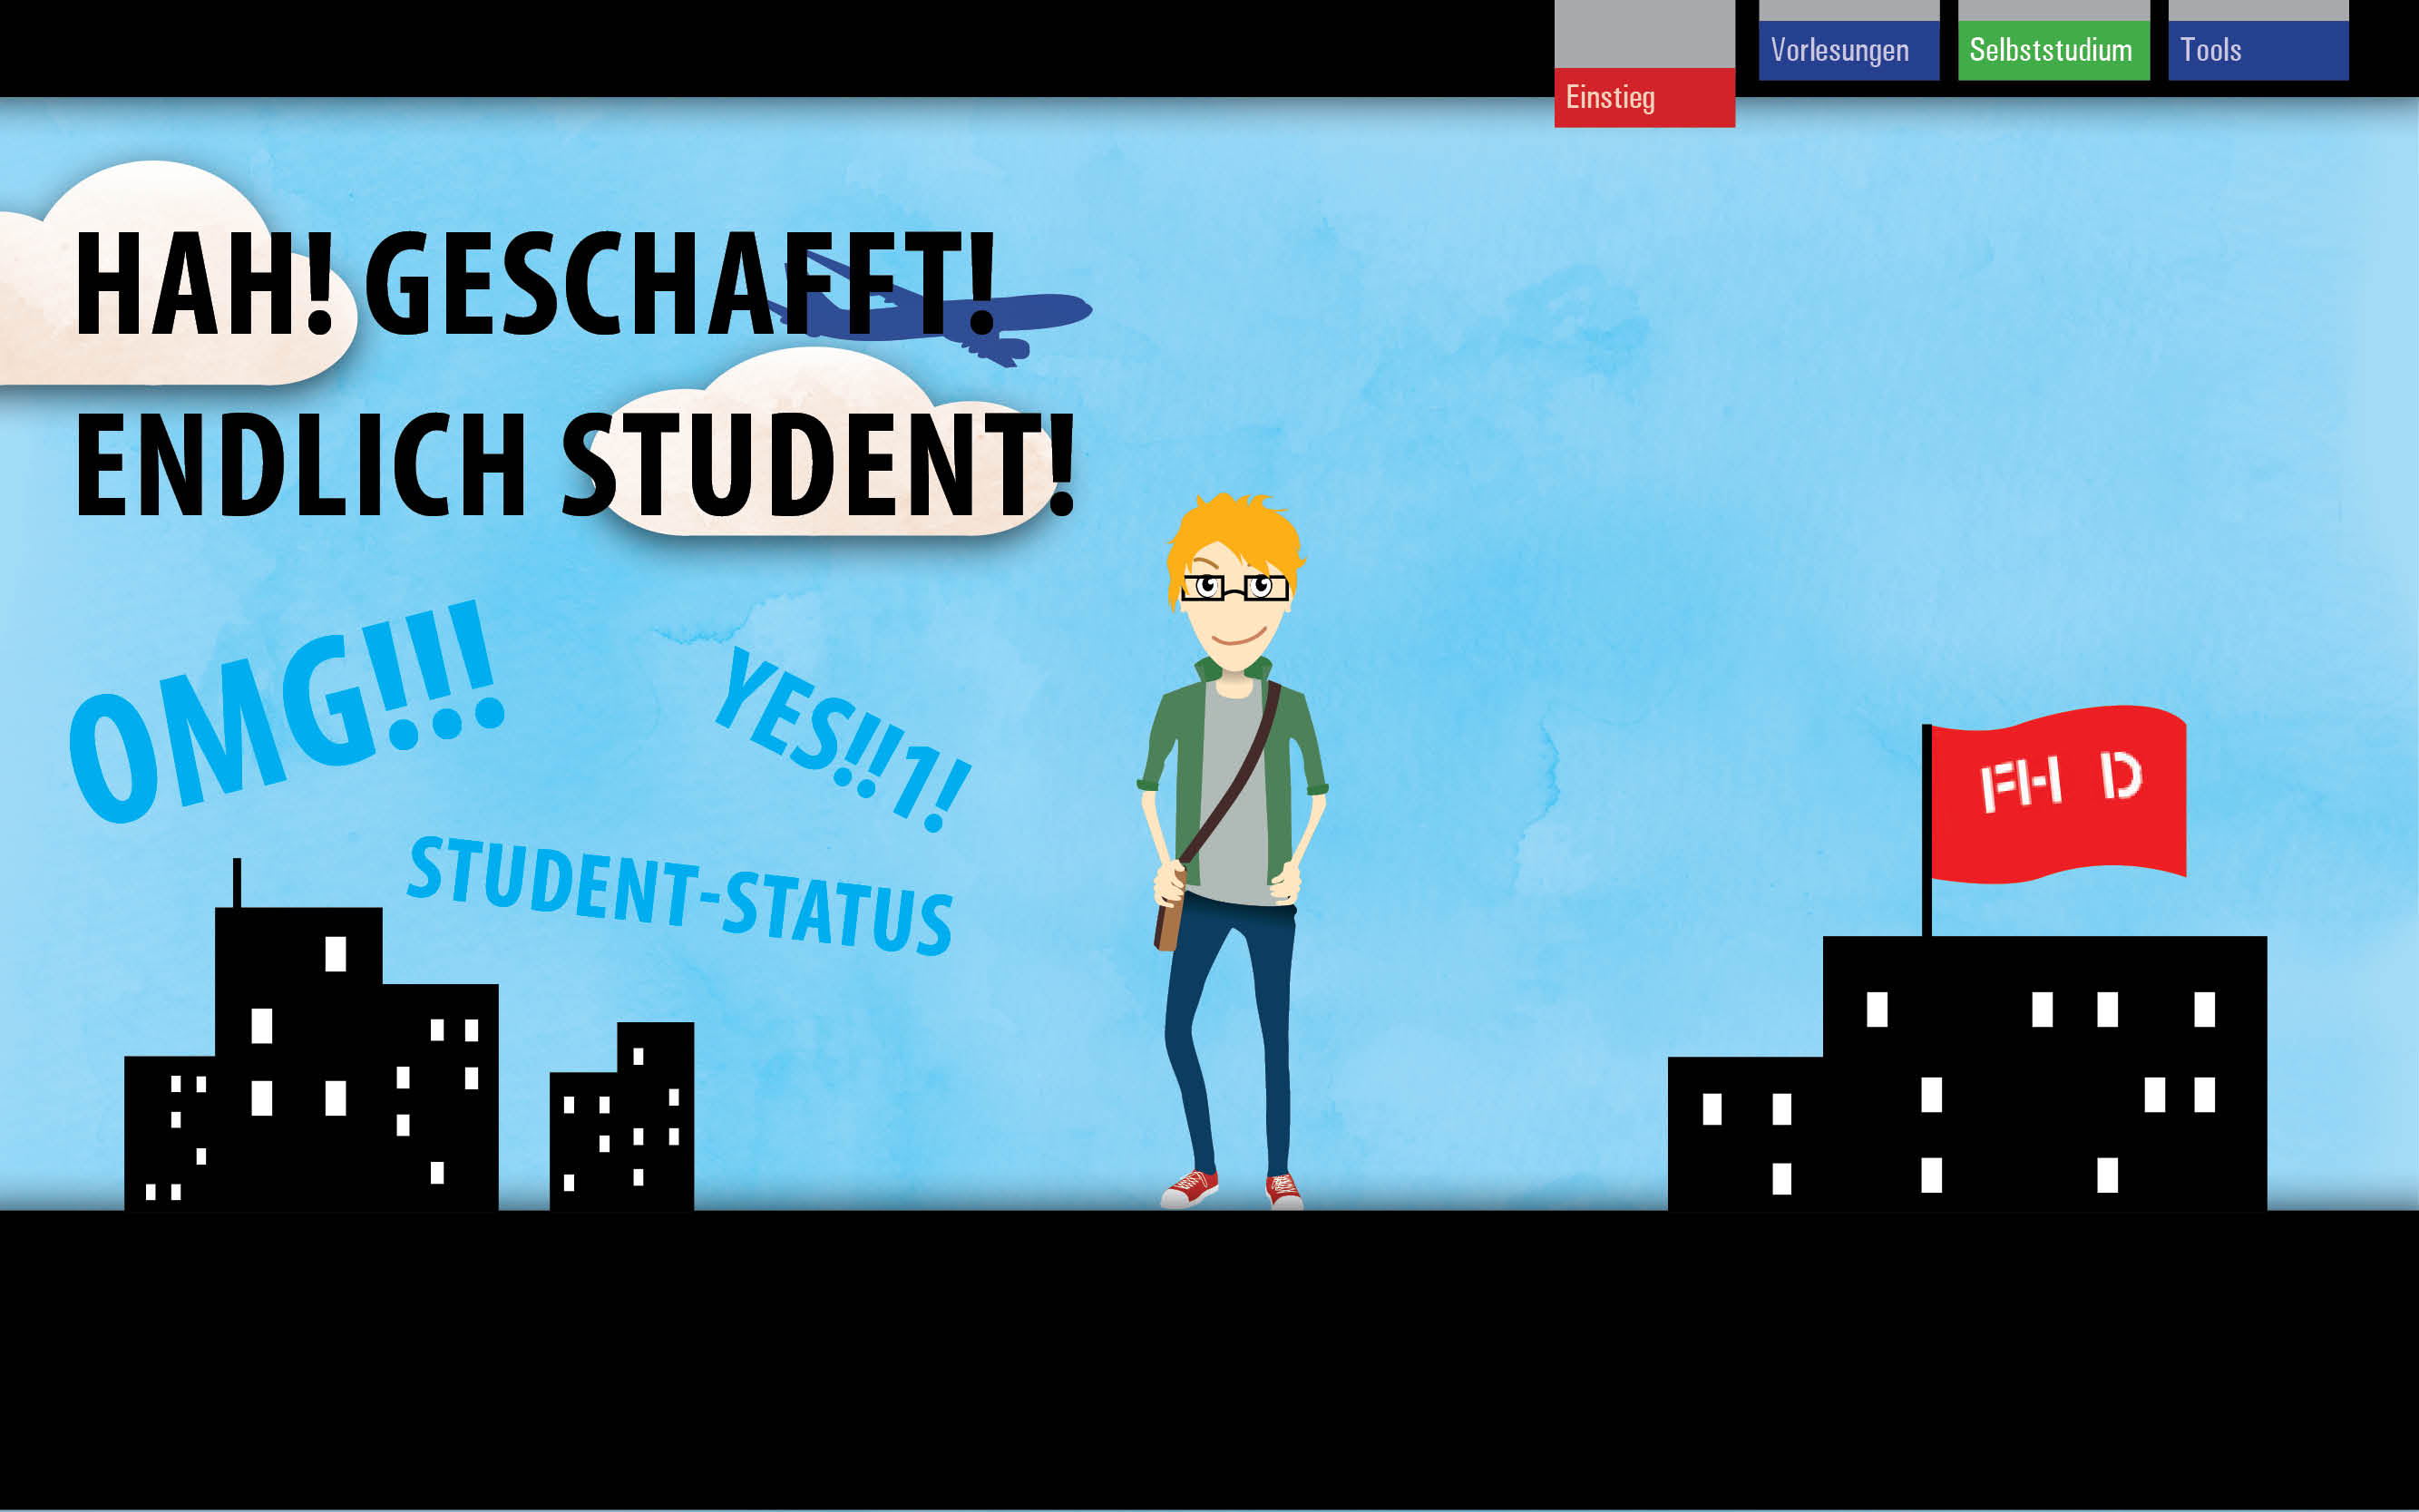 Einstieg
Vorlesungen
Selbststudium
Tools
HAH! GESCHAFFT!
ENDLICH STUDENT!
OMG!!!
YES!!!1!
STUDENT-STATUS
FH D